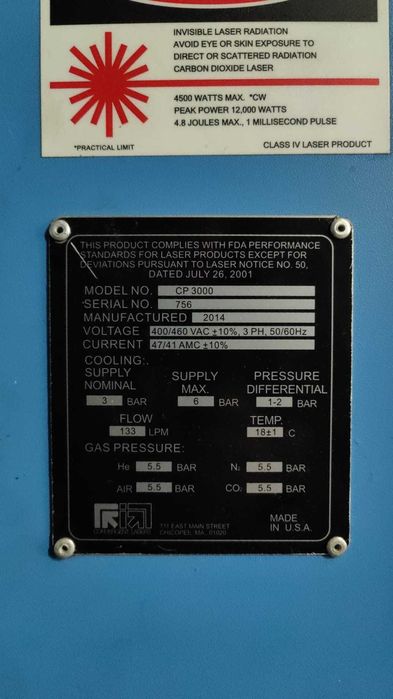 INVISIBLE LASER RADIATION
AVOID EYE OR SKIN EXPOSURE TO
DIRECT OR SCATTERED RADIATION
CARBON DIOXIDE LASER
4500 WATTS MAX. *CW
PEAK POWER 12,000 WATTS
4.8 JOULES MAX., 1 MILLISECOND PULSE
*PRACTICAL LIMIT CLASS IV LASER PRODUCT
THIS PRODUCT COMPLIES WITH FDA PERFORMANCE
STANDARDS FOR LASER PRODUCTS EXCEPT FOR
DEVIATIONS PURSUANT TO LASER NOTICE NO. 50,
DATED JULY 26, 2001
MODEL NO. CP 3000
SERIAL NO. 756
MANUFACTURED 2014
VOLTAGE 400/460 VAC ±10%, 3 PH, 50/60Hz
CURRENT 47/41 AMC ±10%
COOLING:.
SUPPLY NOMINAL 3 BAR
SUPPLY MAX. 6 BAR
PRESSURE DIFFERENTIAL 1-2 BAR
FLOW 133 LPM
TEMP. 18±1 C
GAS PRESSURE:
He 5.5 BAR N₂ 5.5 BAR
AIR 5.5 BAR CO₂ 5.5 BAR
CONVERGENT LASERS
111 EAST MAIN STREET
CHICOPEE, MA, 01020
MADE
IN U.S.A.